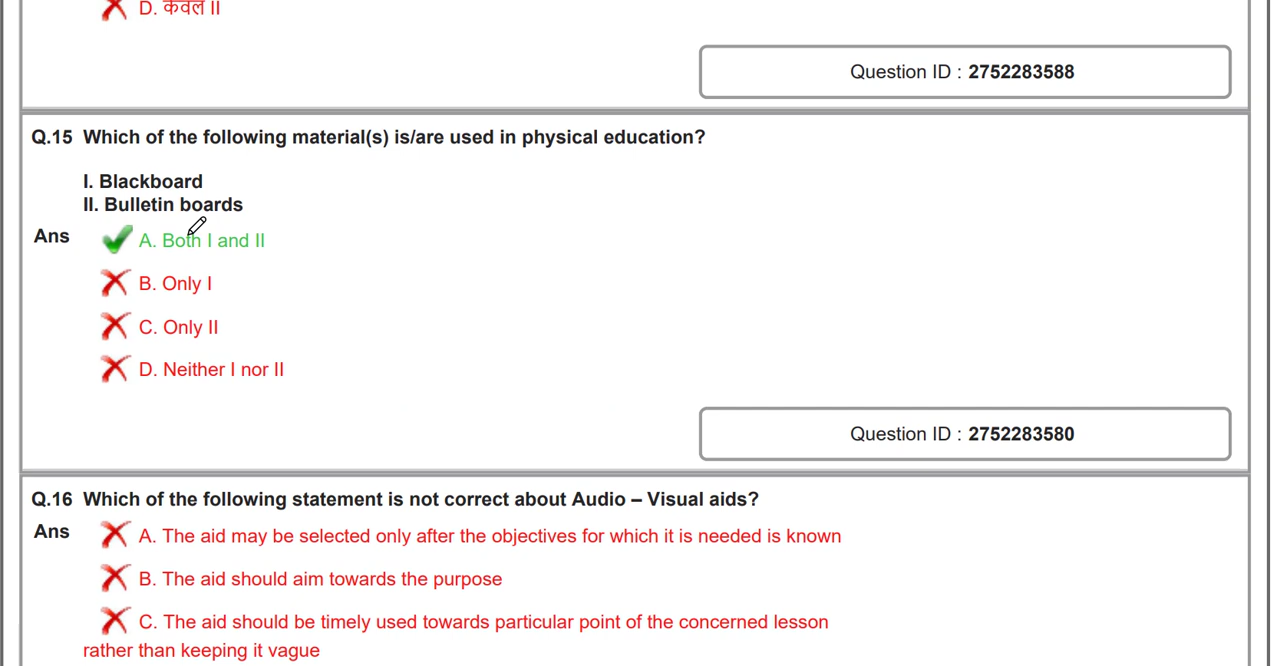 D. केवल II
Question ID : 2752283588
Q.15 Which of the following material(s) is/are used in physical education?
I. Blackboard
II. Bulletin boards
Ans
A. Both I and II
B. Only I
C. Only II
D. Neither I nor II
Question ID : 2752283580
Q.16 Which of the following statement is not correct about Audio – Visual aids?
Ans
A. The aid may be selected only after the objectives for which it is needed is known
B. The aid should aim towards the purpose
C. The aid should be timely used towards particular point of the concerned lesson
rather than keeping it vague